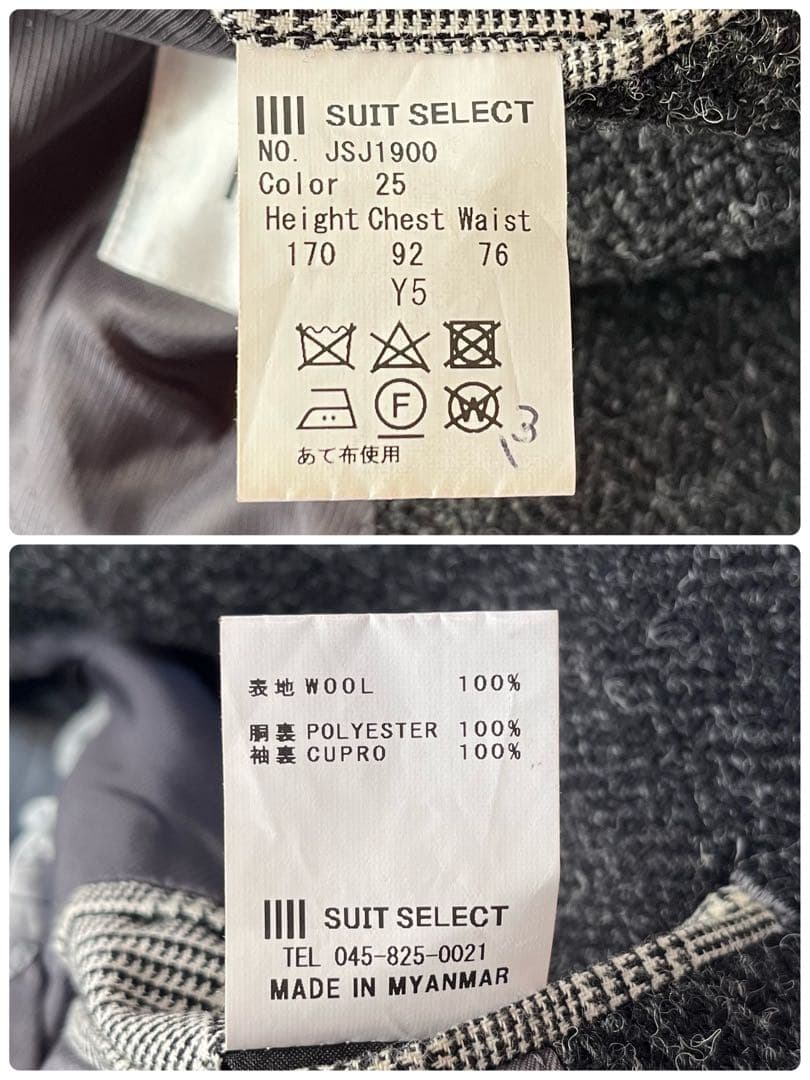 SUIT SELECT
NO. JSJ1900
Color 25
Height Chest Waist
170 92 76
Y5
F
W
13
あて布使用
表地 WOOL 100%
胴裏 POLYESTER 100%
袖裏 CUPRO 100%
SUIT SELECT
TEL 045-825-0021
MADE IN MYANMAR